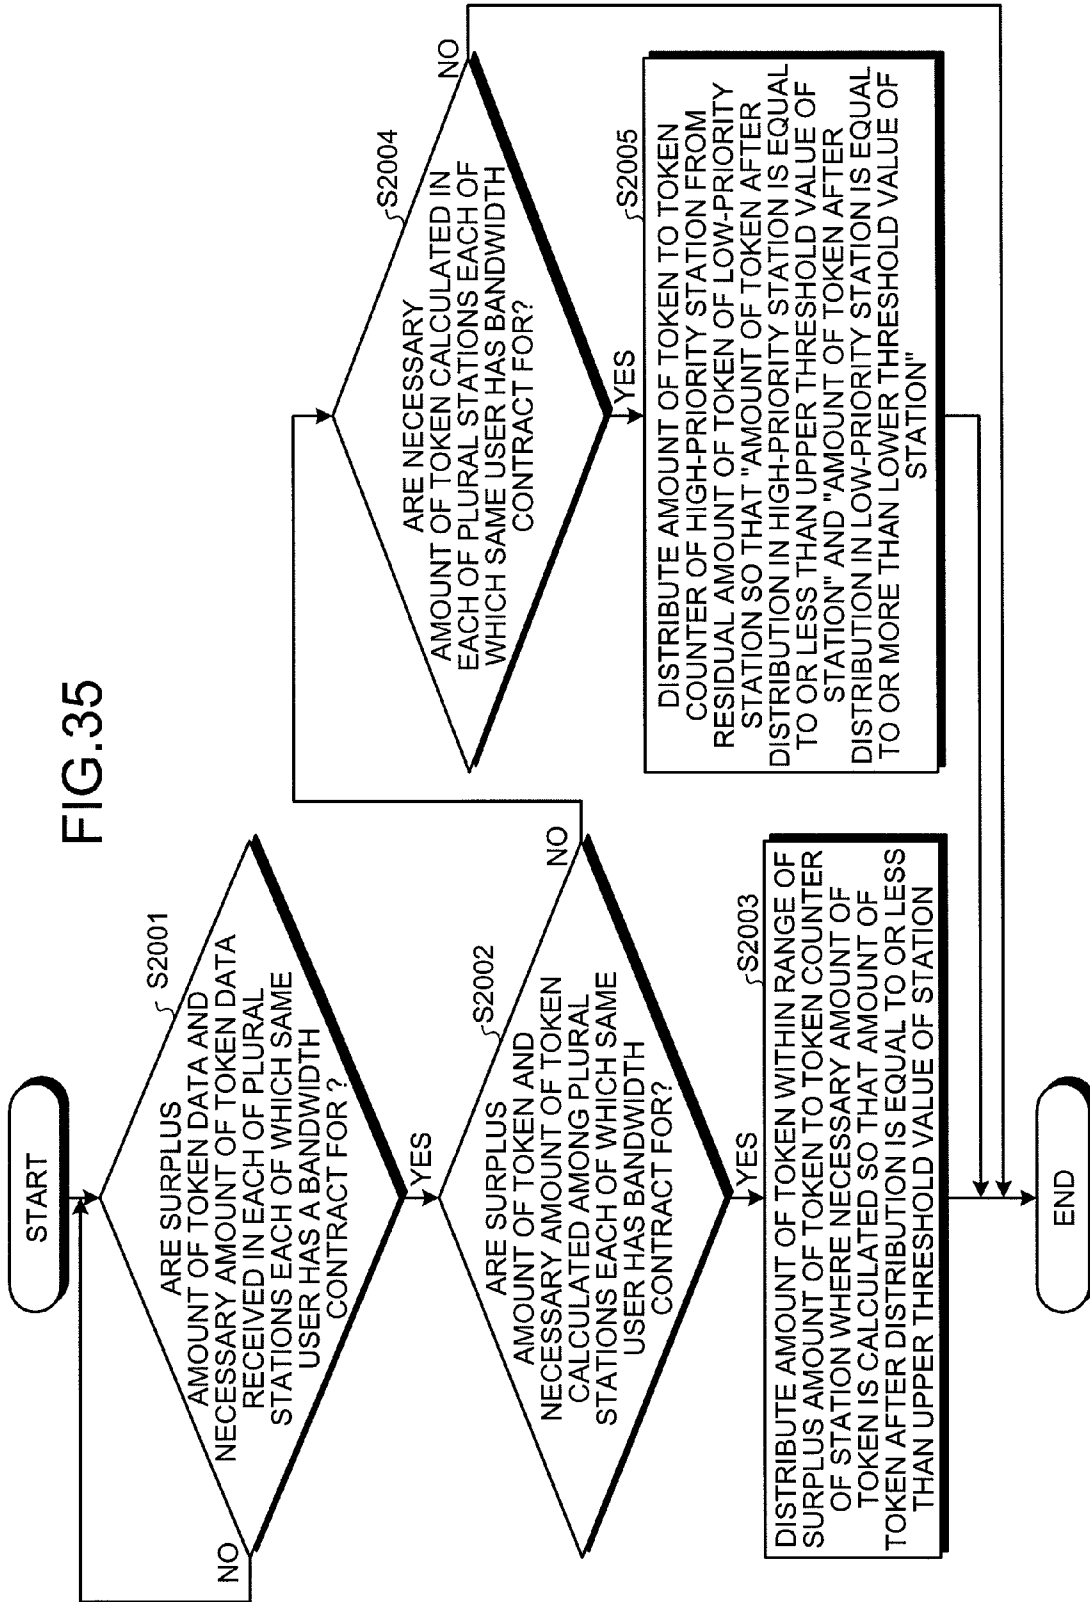 FIG.35
START
S2001
ARE SURPLUS
AMOUNT OF TOKEN DATA AND
NECESSARY AMOUNT OF TOKEN DATA
RECEIVED IN EACH OF PLURAL
STATIONS EACH OF WHICH SAME
USER HAS A BANDWIDTH
CONTRACT FOR?
NO
YES
S2002
ARE SURPLUS
AMOUNT OF TOKEN AND
NECESSARY AMOUNT OF TOKEN
CALCULATED AMONG PLURAL
STATIONS EACH OF WHICH SAME
USER HAS BANDWIDTH
CONTRACT FOR?
NO
YES
S2003
DISTRIBUTE AMOUNT OF TOKEN WITHIN RANGE OF
SURPLUS AMOUNT OF TOKEN TO TOKEN COUNTER
OF STATION WHERE NECESSARY AMOUNT OF
TOKEN IS CALCULATED SO THAT AMOUNT OF
TOKEN AFTER DISTRIBUTION IS EQUAL TO OR LESS
THAN UPPER THRESHOLD VALUE OF STATION
S2004
ARE NECESSARY
AMOUNT OF TOKEN CALCULATED IN
EACH OF PLURAL STATIONS EACH OF
WHICH SAME USER HAS BANDWIDTH
CONTRACT FOR?
NO
YES
S2005
DISTRIBUTE AMOUNT OF TOKEN TO TOKEN
COUNTER OF HIGH-PRIORITY STATION FROM
RESIDUAL AMOUNT OF TOKEN OF LOW-PRIORITY
STATION SO THAT "AMOUNT OF TOKEN AFTER
DISTRIBUTION IN HIGH-PRIORITY STATION IS EQUAL
TO OR LESS THAN UPPER THRESHOLD VALUE OF
STATION" AND "AMOUNT OF TOKEN AFTER
DISTRIBUTION IN LOW-PRIORITY STATION IS EQUAL
TO OR MORE THAN LOWER THRESHOLD VALUE OF
STATION"
END